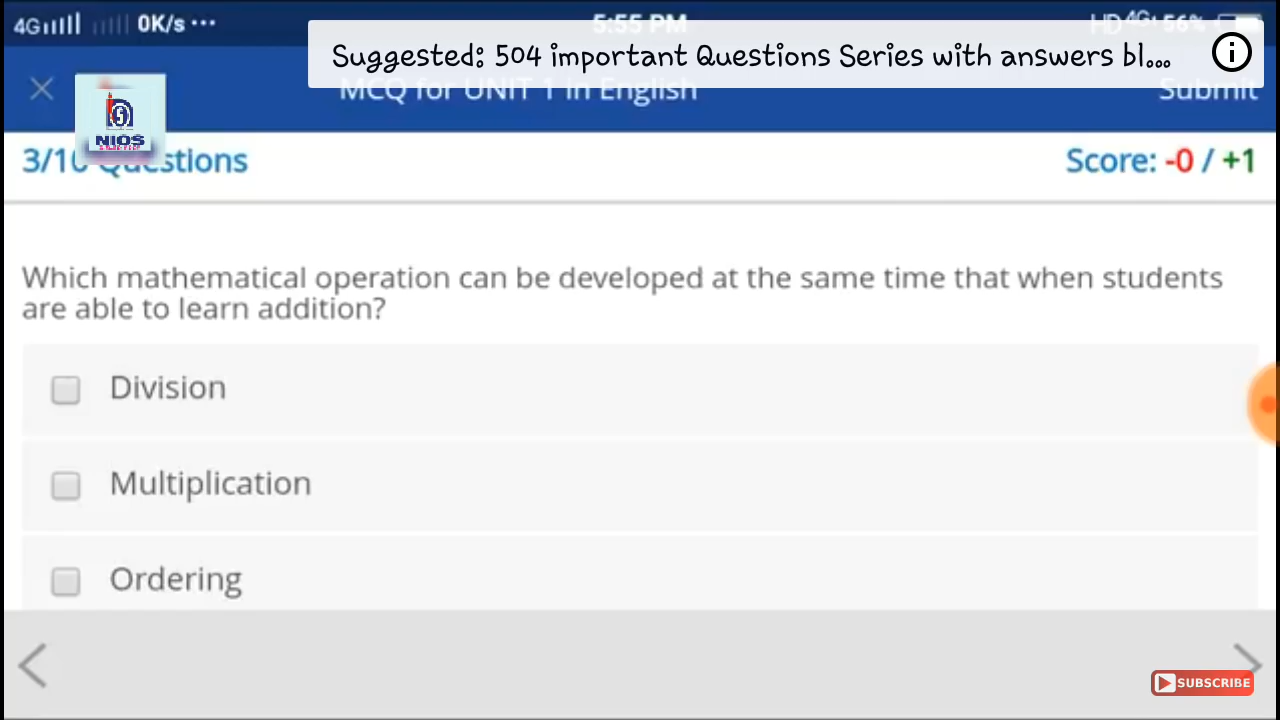 4G 0K/s ··· 5:55 PM HD 4G 56%
Suggested: 504 important Questions Series with answers bl...
MCQ for UNIT 1 in English Submit
NIOS
3/10 Questions Score: -0 / +1
Which mathematical operation can be developed at the same time that when students
are able to learn addition?
Division
Multiplication
Ordering
SUBSCRIBE